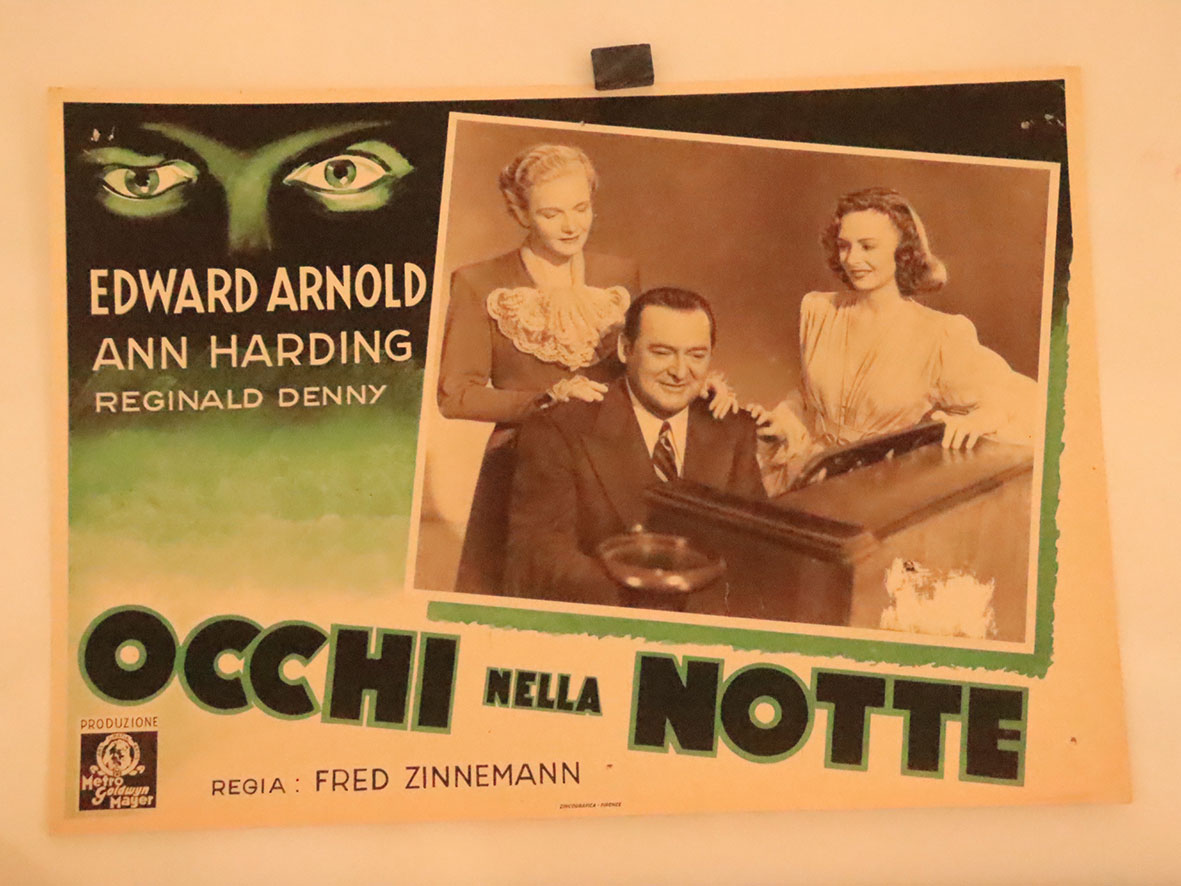 EDWARD ARNOLD
ANN HARDING
REGINALD DENNY
OCCHI NELLA NOTTE
PRODUZIONE
Metro
Goldwyn
Mayer
REGIA : FRED ZINNEMANN